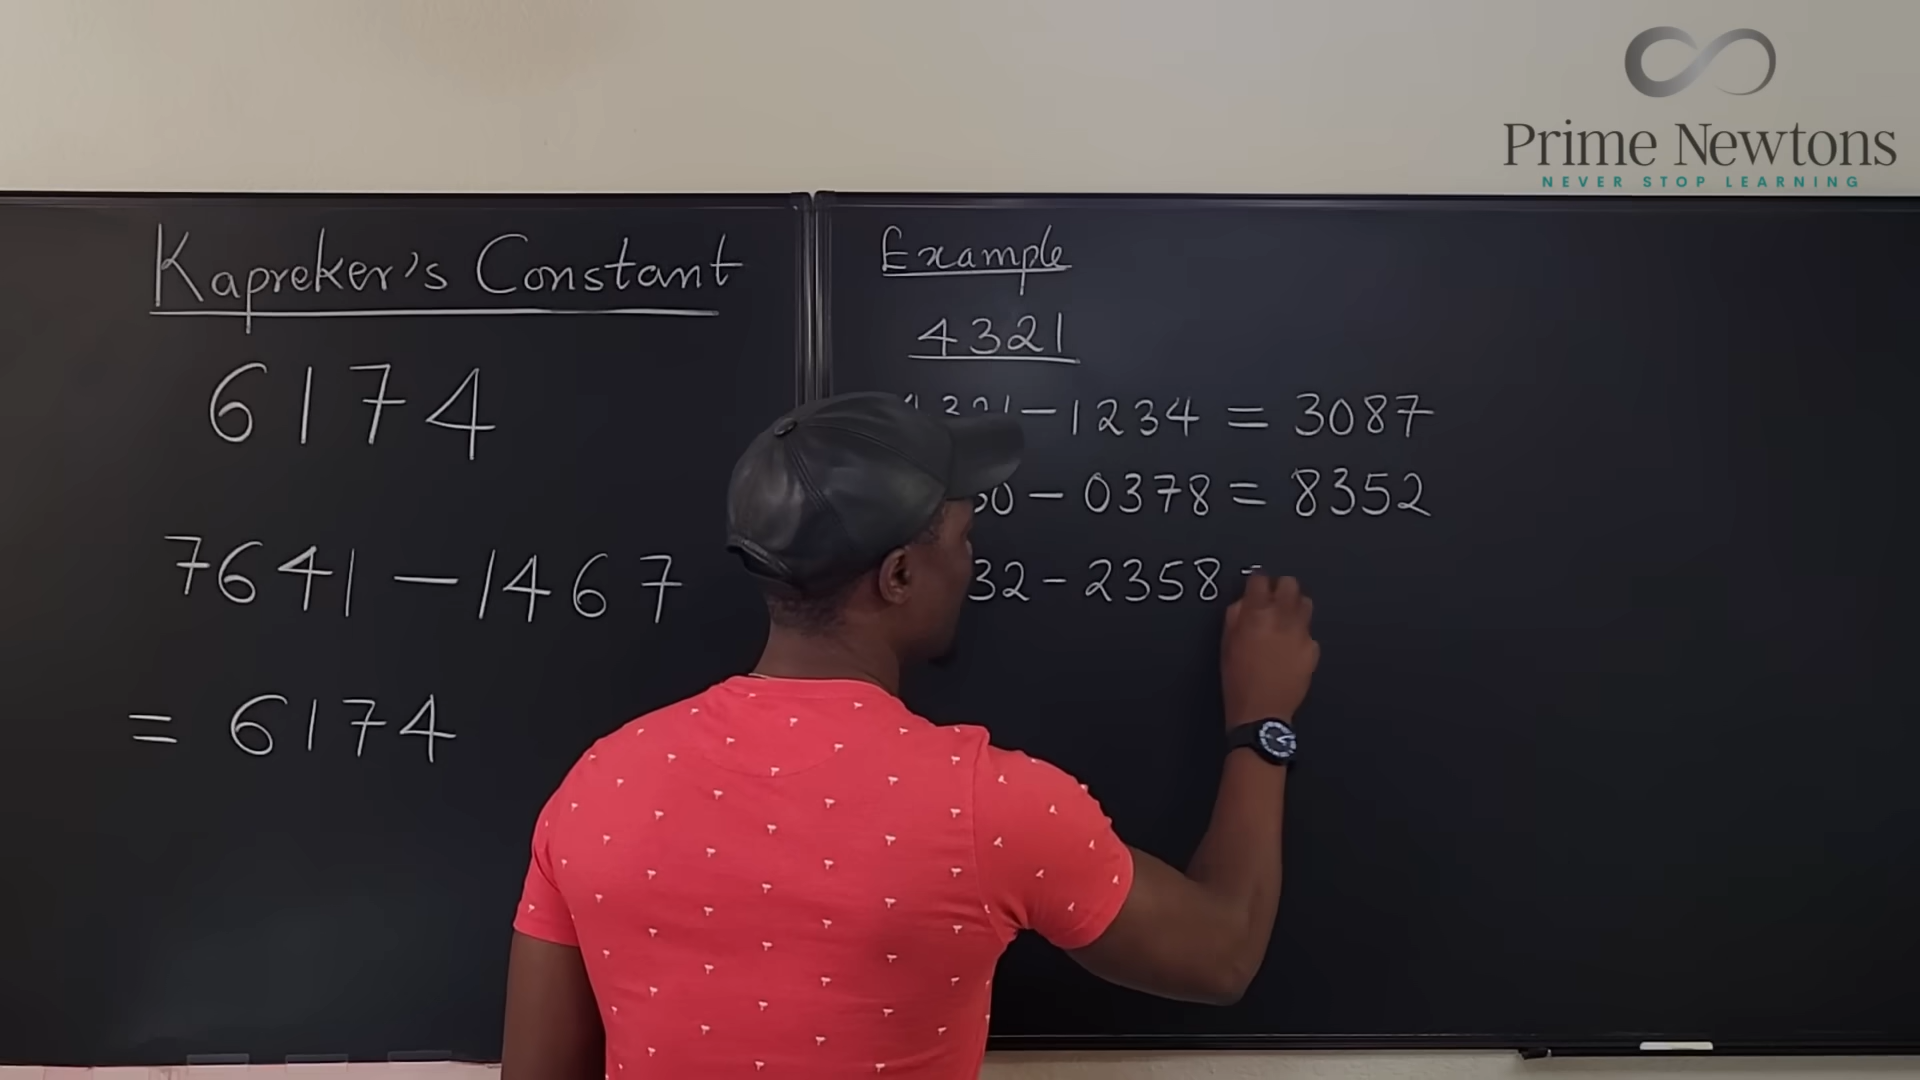 Prime Newtons
NEVER STOP LEARNING
Kapreker's Constant
6174
7641 - 1467
= 6174
Example
4321
4321 - 1234 = 3087
- 0378 = 8352
32 - 2358 =